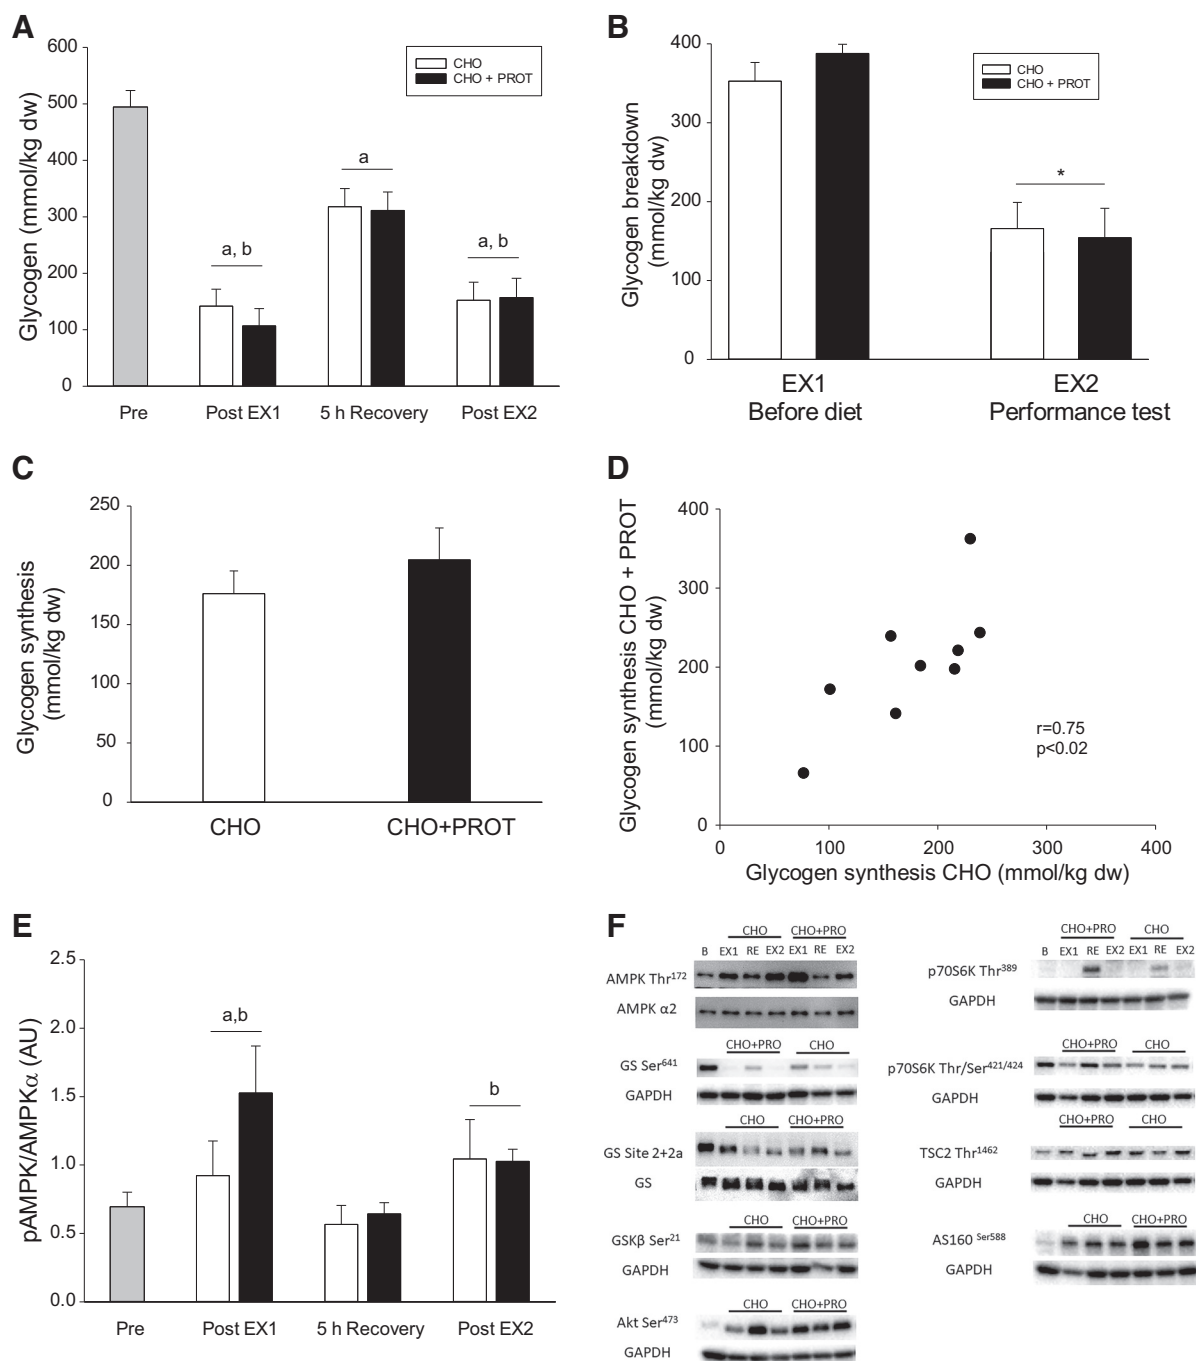 A
600
500
400
300
200
100
0
Glycogen (mmol/kg dw)
CHO
CHO + PROT
a, b
a
a, b
Pre
Post EX1
5 h Recovery
Post EX2
B
400
300
200
100
0
Glycogen breakdown
(mmol/kg dw)
CHO
CHO + PROT
*
EX1
Before diet
EX2
Performance test
C
250
200
150
100
50
0
Glycogen synthesis
(mmol/kg dw)
CHO
CHO+PROT
D
400
300
200
100
0
Glycogen synthesis CHO + PROT
(mmol/kg dw)
r=0.75
p<0.02
0
100
200
300
400
Glycogen synthesis CHO (mmol/kg dw)
E
2.5
2.0
1.5
1.0
0.5
0.0
pAMPK/AMPKα (AU)
a,b
b
Pre
Post EX1
5 h Recovery
Post EX2
F
CHO CHO+PRO
B EX1 RE EX2 EX1 RE EX2
AMPK Thr172
AMPK α2
CHO+PRO CHO
GS Ser641
GAPDH
CHO CHO+PRO
GS Site 2+2a
GS
CHO CHO+PRO
GSKβ Ser21
GAPDH
CHO CHO+PRO
Akt Ser473
GAPDH
CHO+PRO CHO
B EX1 RE EX2 EX1 RE EX2
p70S6K Thr389
GAPDH
CHO+PRO CHO
p70S6K Thr/Ser421/424
GAPDH
CHO+PRO CHO
TSC2 Thr1462
GAPDH
CHO CHO+PRO
AS160 Ser588
GAPDH